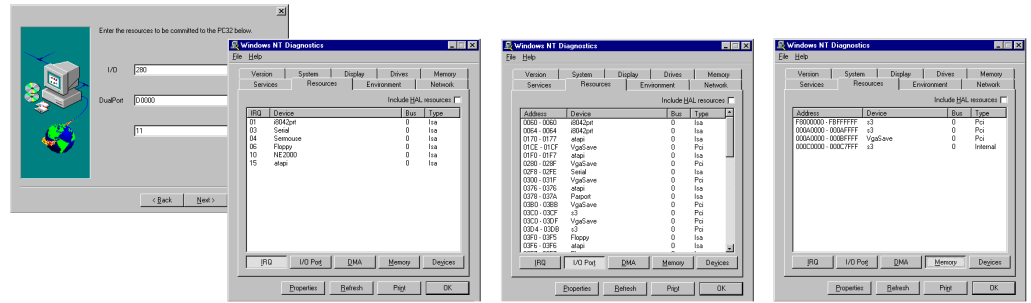 Enter the resources to be committed to the PC32 below.
I/O 280
DualPort D0000
11
< Back Next >
Windows NT Diagnostics
File Help
Version System Display Drives Memory
Services Resources Environment Network
Include HAL resources
IRQ Device Bus Type
01 i8042prt 0 Isa
03 Serial 0 Isa
04 Sermouse 0 Isa
06 Floppy 0 Isa
10 NE2000 0 Isa
15 atapi 0 Isa
IRQ I/O Port DMA Memory Devices
Properties Refresh Print OK
Windows NT Diagnostics
File Help
Version System Display Drives Memory
Services Resources Environment Network
Include HAL resources
Address Device Bus Type
0060 - 0060 i8042prt 0 Isa
0064 - 0064 i8042prt 0 Isa
0170 - 0177 atapi 0 Isa
01CE - 01CF VgaSave 0 Pci
01F0 - 01F7 atapi 0 Isa
0280 - 028F VgaSave 0 Pci
02F8 - 02FE Serial 0 Isa
0300 - 031F VgaSave 0 Pci
0376 - 0376 atapi 0 Isa
0378 - 037A Parport 0 Isa
03B0 - 03BB VgaSave 0 Pci
03C0 - 03CF s3 0 Pci
03C0 - 03DF VgaSave 0 Pci
03D4 - 03DB s3 0 Pci
03F0 - 03F5 Floppy 0 Isa
03F6 - 03F6 atapi 0 Isa
IRQ I/O Port DMA Memory Devices
Properties Refresh Print OK
Windows NT Diagnostics
File Help
Version System Display Drives Memory
Services Resources Environment Network
Include HAL resources
Address Device Bus Type
F8000000 - FBFFFFFF s3 0 Pci
000A0000 - 000AFFFF s3 0 Pci
000A0000 - 000BFFFF VgaSave 0 Pci
000C0000 - 000C7FFF s3 0 Internal
IRQ I/O Port DMA Memory Devices
Properties Refresh Print OK